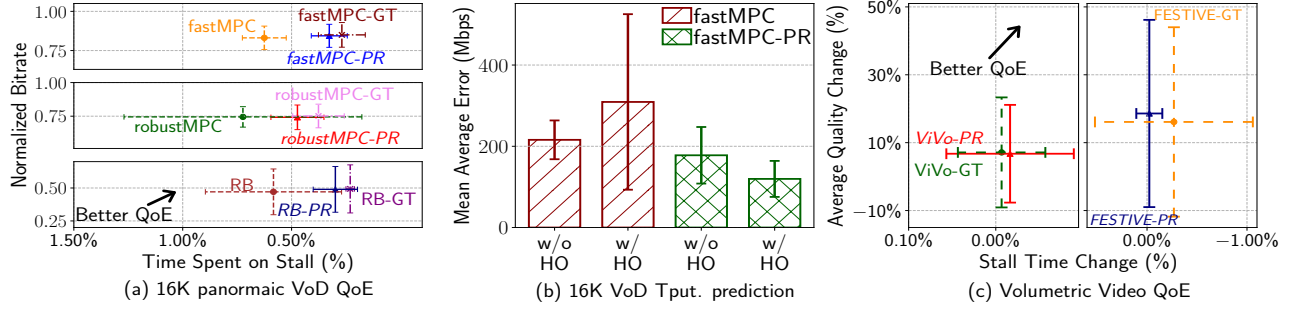 Normalized Bitrate
1.00
0.75
fastMPC
fastMPC-GT
fastMPC-PR
1.00
0.75
0.50
robustMPC
robustMPC-GT
robustMPC-PR
0.50
0.25
RB
RB-PR
RB-GT
Better QoE
1.50%
1.00%
0.50%
Time Spent on Stall (%)
(a) 16K panormaic VoD QoE
Mean Average Error (Mbps)
400
200
0
fastMPC
fastMPC-PR
w/o
HO
w/
HO
w/o
HO
w/
HO
(b) 16K VoD Tput. prediction
Average Quality Change (%)
50%
30%
10%
−10%
Better QoE
ViVo-PR
ViVo-GT
FESTIVE-GT
FESTIVE-PR
0.10%
0.00%
0.00%
−1.00%
Stall Time Change (%)
(c) Volumetric Video QoE